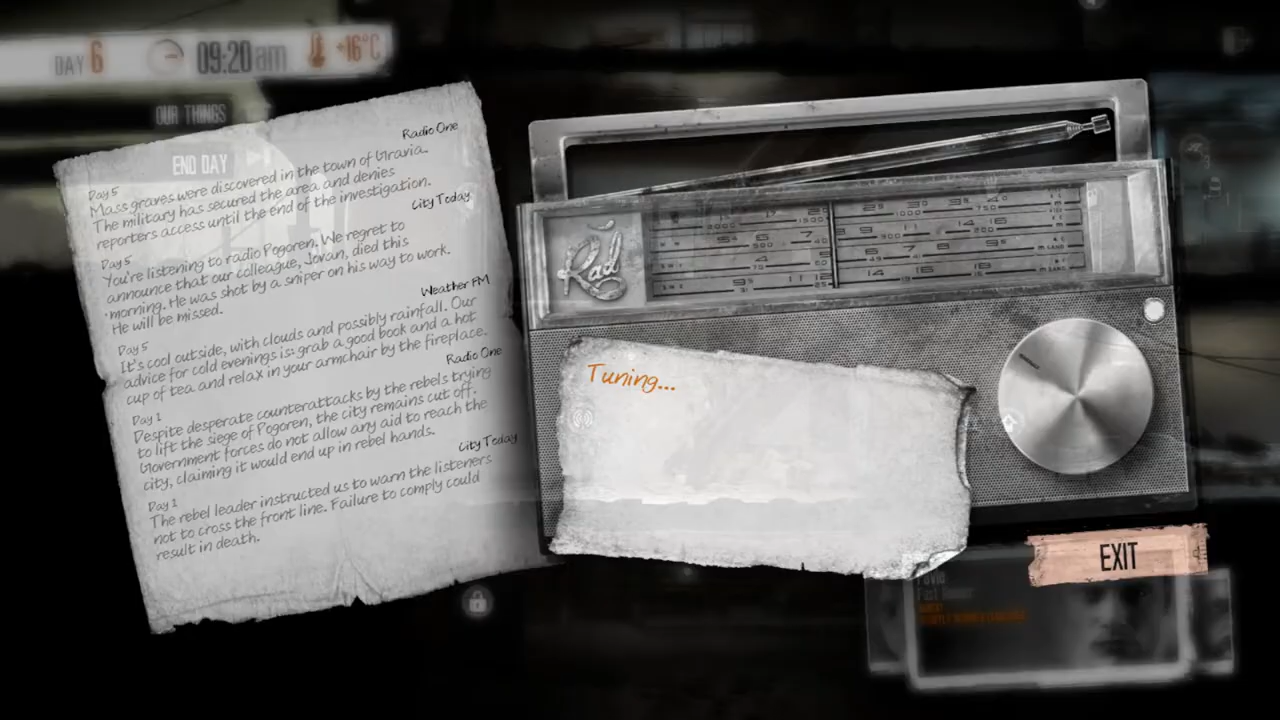 DAY 6
09:20am
+16°C
OUR THINGS
END DAY
Radio One
Day 5
Mass graves were discovered in the town of Gravia.
The military has secured the area and denies
reporters access until the end of the investigation.
City Today
Day 5
You're listening to radio Pogoren. We regret to
announce that our colleague, Jovan, died this
morning. He was shot by a sniper on his way to work.
He will be missed.
Weather FM
Day 5
It's cool outside, with clouds and possibly rainfall. Our
advice for cold evenings is: grab a good book and a hot
cup of tea and relax in your armchair by the fireplace.
Radio One
Day 1
Despite desperate counterattacks by the rebels trying
to lift the siege of Pogoren, the city remains cut off.
Government forces do not allow any aid to reach the
city, claiming it would end up in rebel hands.
City Today
Day 1
The rebel leader instructed us to warn the listeners
not to cross the front line. Failure to comply could
result in death.
Rad
Tuning...
EXIT